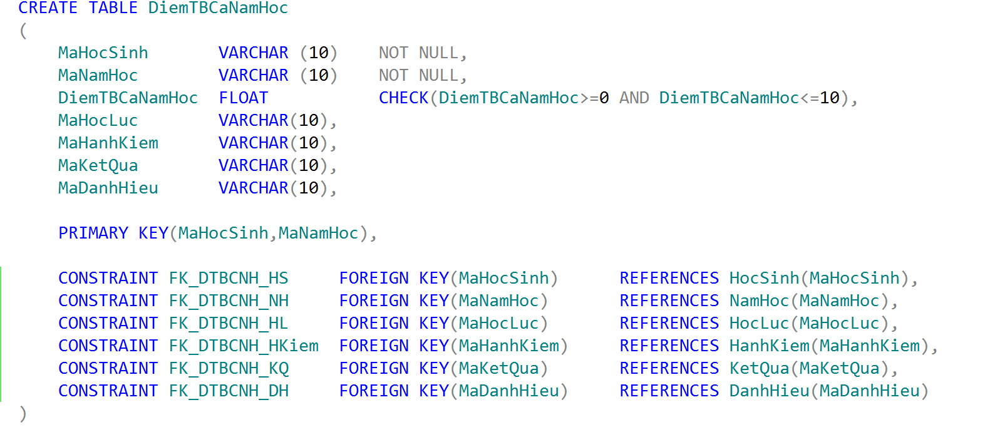 CREATE TABLE DiemTBCaNamHoc
(
MaHocSinh VARCHAR (10) NOT NULL,
MaNamHoc VARCHAR (10) NOT NULL,
DiemTBCaNamHoc FLOAT CHECK(DiemTBCaNamHoc>=0 AND DiemTBCaNamHoc<=10),
MaHocLuc VARCHAR(10),
MaHanhKiem VARCHAR(10),
MaKetQua VARCHAR(10),
MaDanhHieu VARCHAR(10),
PRIMARY KEY(MaHocSinh,MaNamHoc),
CONSTRAINT FK_DTBCNH_HS FOREIGN KEY(MaHocSinh) REFERENCES HocSinh(MaHocSinh),
CONSTRAINT FK_DTBCNH_NH FOREIGN KEY(MaNamHoc) REFERENCES NamHoc(MaNamHoc),
CONSTRAINT FK_DTBCNH_HL FOREIGN KEY(MaHocLuc) REFERENCES HocLuc(MaHocLuc),
CONSTRAINT FK_DTBCNH_HKiem FOREIGN KEY(MaHanhKiem) REFERENCES HanhKiem(MaHanhKiem),
CONSTRAINT FK_DTBCNH_KQ FOREIGN KEY(MaKetQua) REFERENCES KetQua(MaKetQua),
CONSTRAINT FK_DTBCNH_DH FOREIGN KEY(MaDanhHieu) REFERENCES DanhHieu(MaDanhHieu)
)